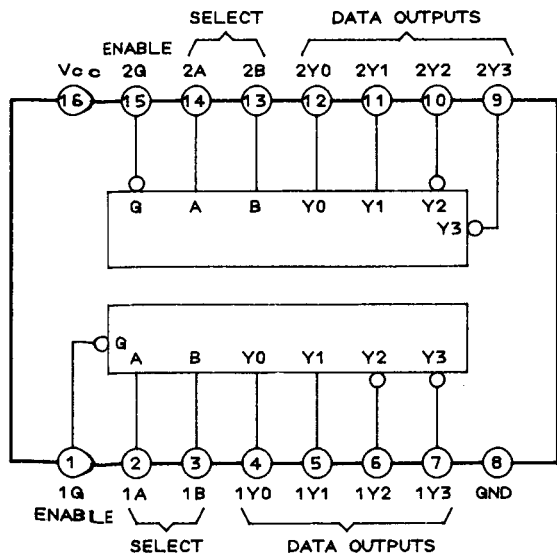 SELECT DATA OUTPUTS
ENABLE
Vcc 2G 2A 2B 2Y0 2Y1 2Y2 2Y3
16 15 14 13 12 11 10 9
G A B Y0 Y1 Y2
Y3
G
A B Y0 Y1 Y2 Y3
1 2 3 4 5 6 7 8
1G 1A 1B 1Y0 1Y1 1Y2 1Y3 GND
ENABLE
SELECT DATA OUTPUTS